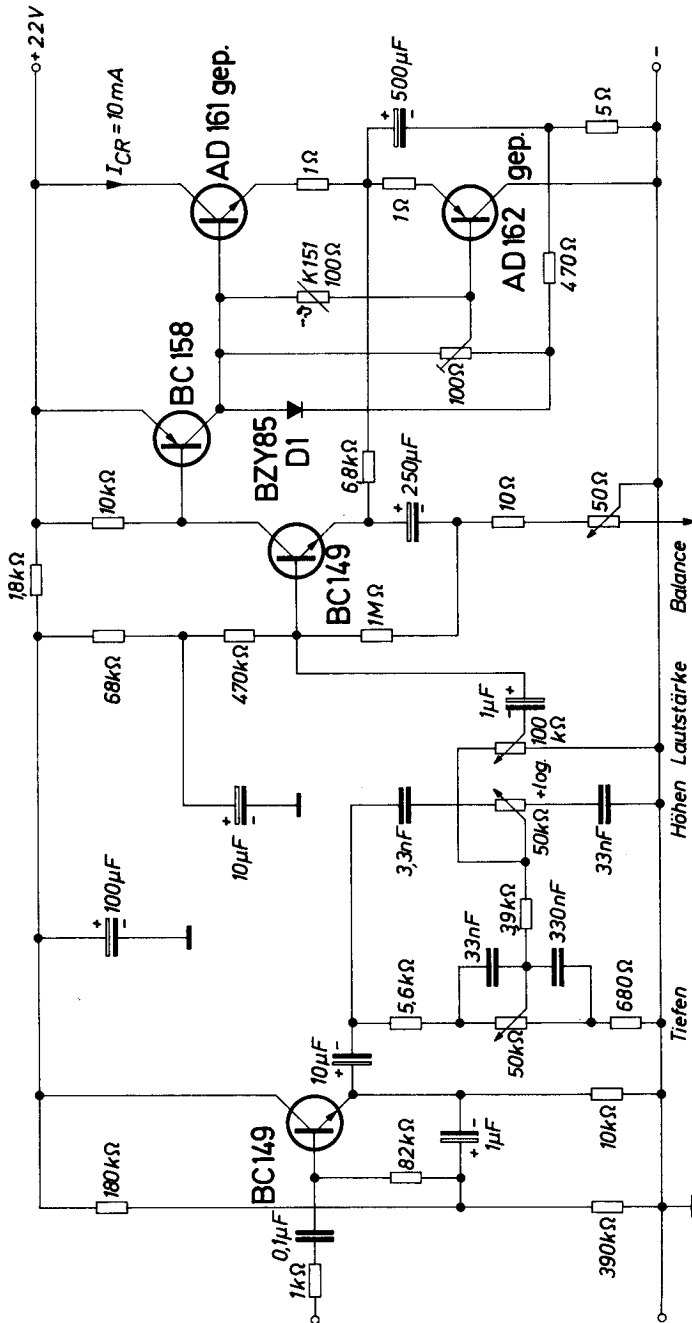 +22V
I_CR = 10mA
AD 161 gep.
1Ω
500µF
+
-
5Ω
-
1Ω
gep.
AD 162
470Ω
K151
100Ω
-ϑ
100Ω
BC 158
BZY85
D1
6,8kΩ
250µF
+
-
10Ω
50Ω
Balance
10kΩ
BC149
1,8kΩ
68kΩ
470kΩ
1MΩ
1µF
+
-
100
kΩ
Lautstärke
+log.
50kΩ
Höhen
10µF
+
-
3,3nF
33nF
100µF
+
-
39kΩ
33nF
330nF
5,6kΩ
50kΩ
680Ω
Tiefen
10µF
+
-
BC149
82kΩ
1µF
+
-
10kΩ
180kΩ
0,1µF
1kΩ
390kΩ